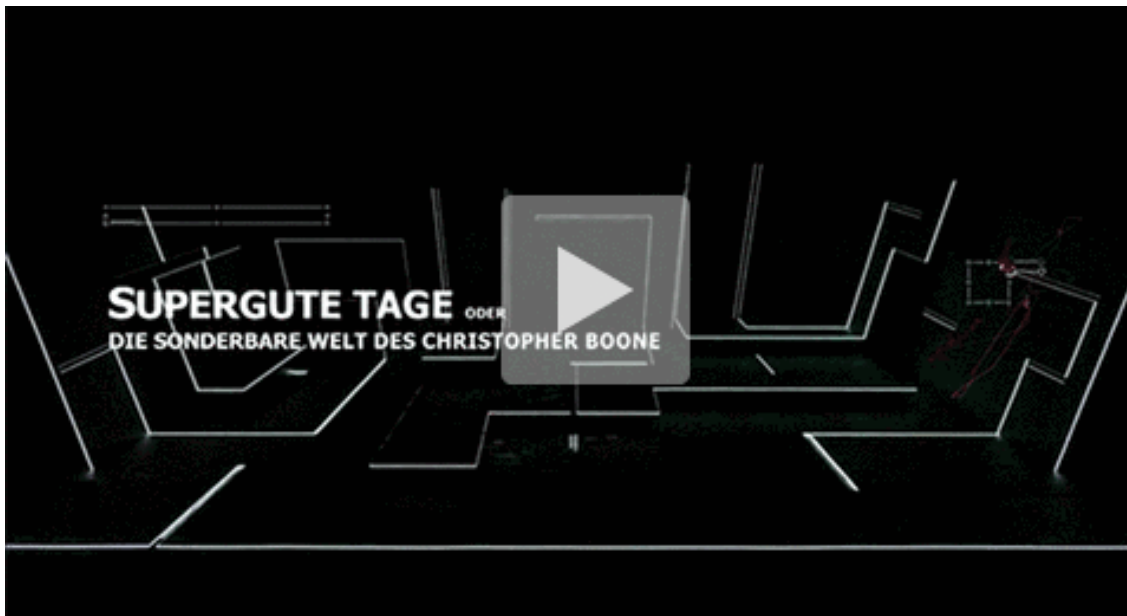 SUPERGUTE TAGE ODER
DIE SONDERBARE WELT DES CHRISTOPHER BOONE